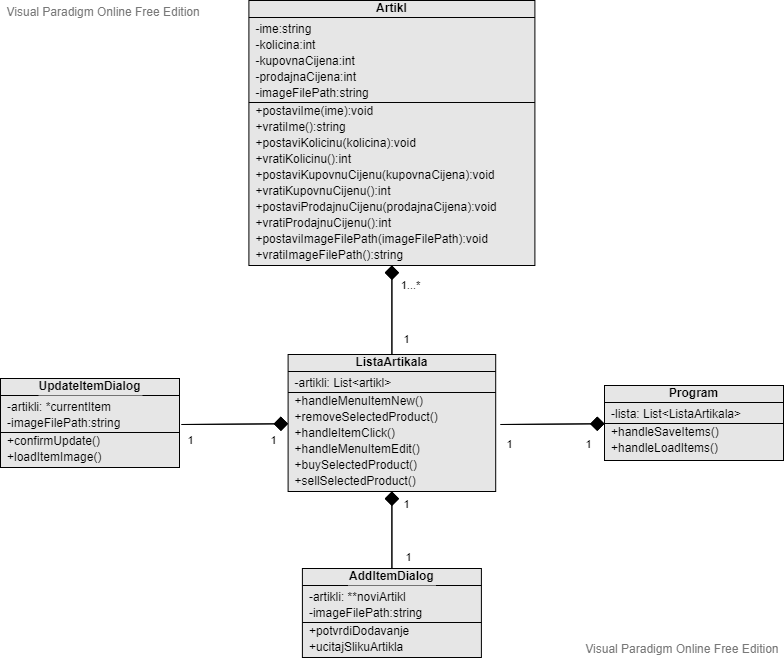 Visual Paradigm Online Free Edition
Artikl
-ime:string
-kolicina:int
-kupovnaCijena:int
-prodajnaCijena:int
-imageFilePath:string
+postaviIme(ime):void
+vratiIme():string
+postaviKolicinu(kolicina):void
+vratiKolicinu():int
+postaviKupovnuCijenu(kupovnaCijena):void
+vratiKupovnuCijenu():int
+postaviProdajnuCijenu(prodajnaCijena):void
+vratiProdajnuCijenu():int
+postaviImageFilePath(imageFilePath):void
+vratiImageFilePath():string
1...*
1
UpdateItemDialog
-artikli: *currentItem
-imageFilePath:string
+confirmUpdate()
+loadItemImage()
1
1
ListaArtikala
-artikli: List<artikl>
+handleMenuItemNew()
+removeSelectedProduct()
+handleItemClick()
+handleMenuItemEdit()
+buySelectedProduct()
+sellSelectedProduct()
1
1
Program
-lista: List<ListaArtikala>
+handleSaveItems()
+handleLoadItems()
1
1
AddItemDialog
-artikli: **noviArtikl
-imageFilePath:string
+potvrdiDodavanje
+ucitajSlikuArtikla
Visual Paradigm Online Free Edition